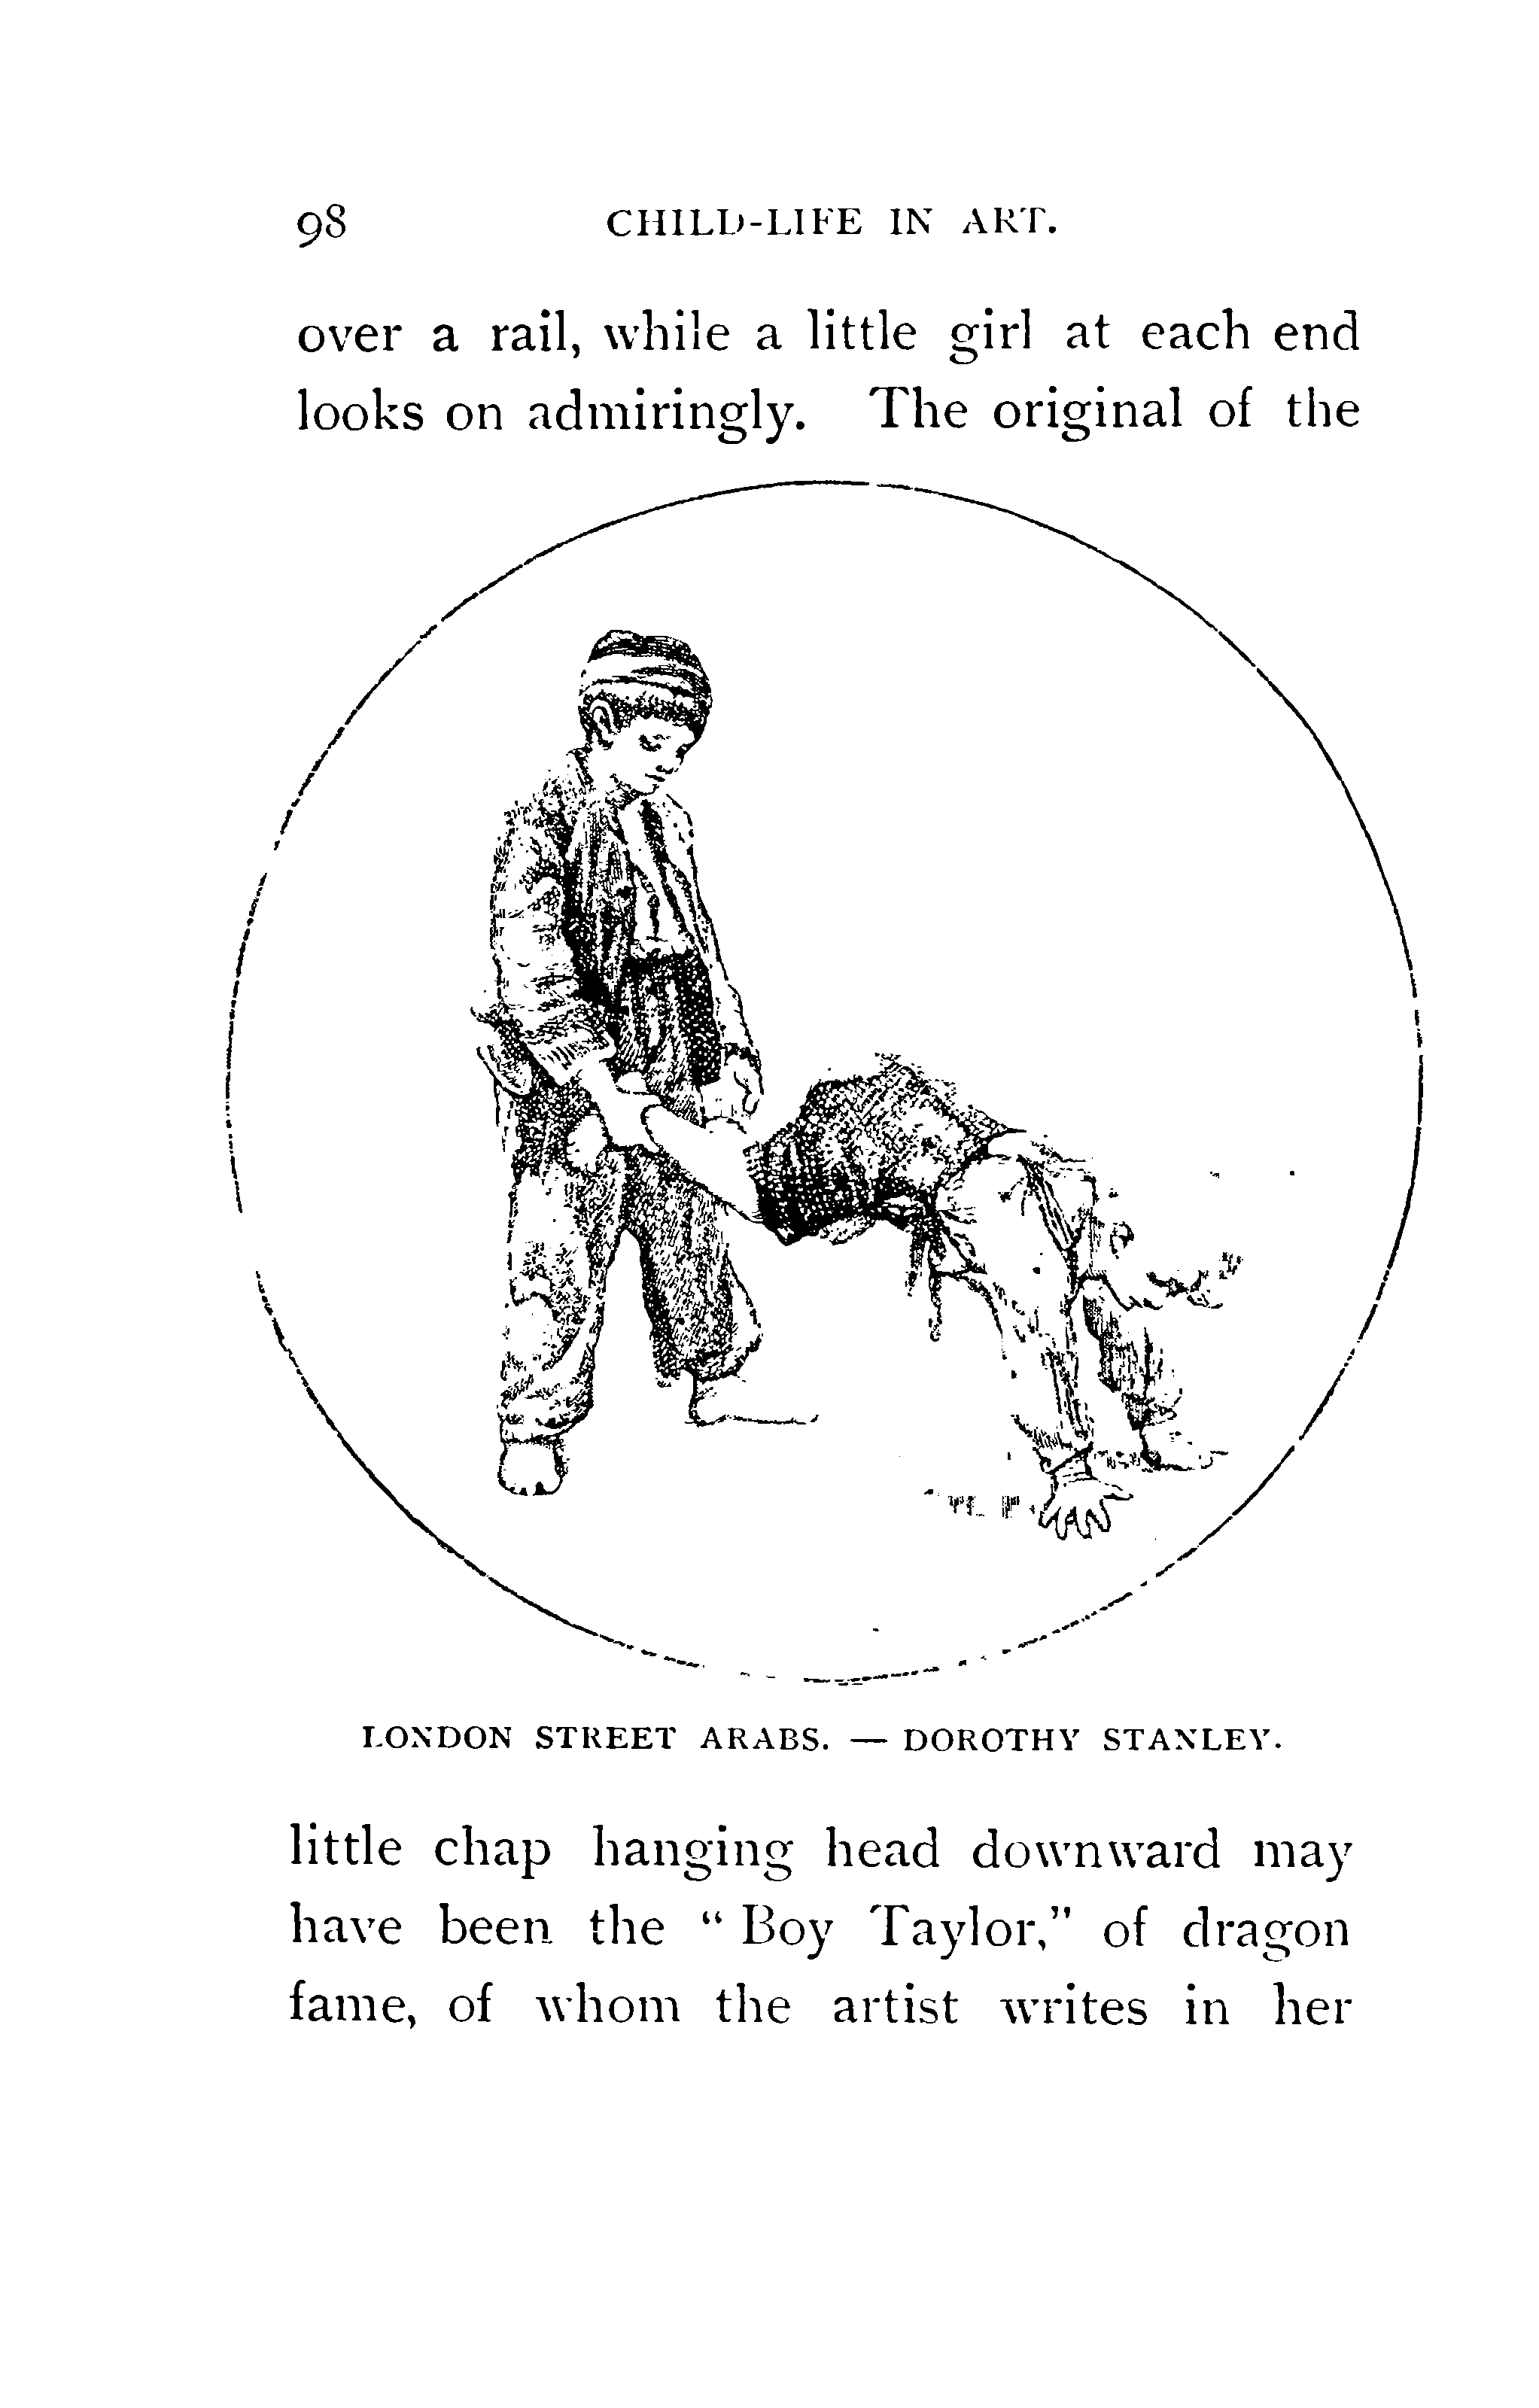 98 CHILD-LIFE IN ART.
over a rail, while a little girl at each end
looks on admiringly. The original of the
LONDON STREET ARABS. — DOROTHY STANLEY.
little chap hanging head downward may
have been the “Boy Taylor,” of dragon
fame, of whom the artist writes in her